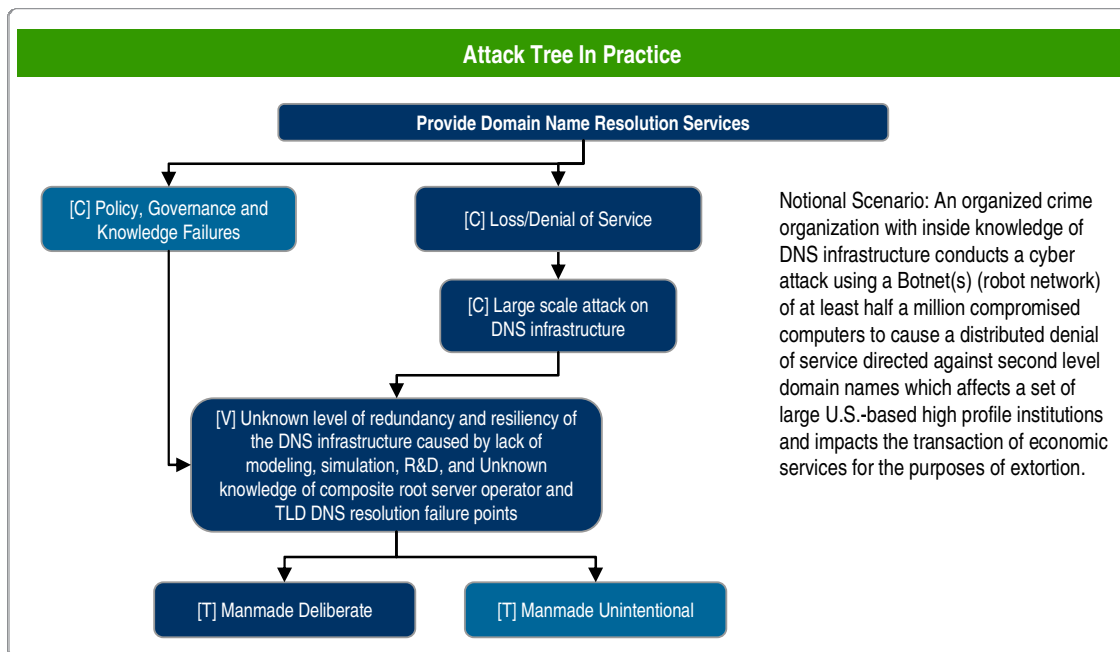 Attack Tree In Practice
Provide Domain Name Resolution Services
[C] Policy, Governance and
Knowledge Failures
[C] Loss/Denial of Service
[C] Large scale attack on
DNS infrastructure
[V] Unknown level of redundancy and resiliency of
the DNS infrastructure caused by lack of
modeling, simulation, R&D, and Unknown
knowledge of composite root server operator and
TLD DNS resolution failure points
[T] Manmade Deliberate
[T] Manmade Unintentional
Notional Scenario: An organized crime
organization with inside knowledge of
DNS infrastructure conducts a cyber
attack using a Botnet(s) (robot network)
of at least half a million compromised
computers to cause a distributed denial
of service directed against second level
domain names which affects a set of
large U.S.-based high profile institutions
and impacts the transaction of economic
services for the purposes of extortion.